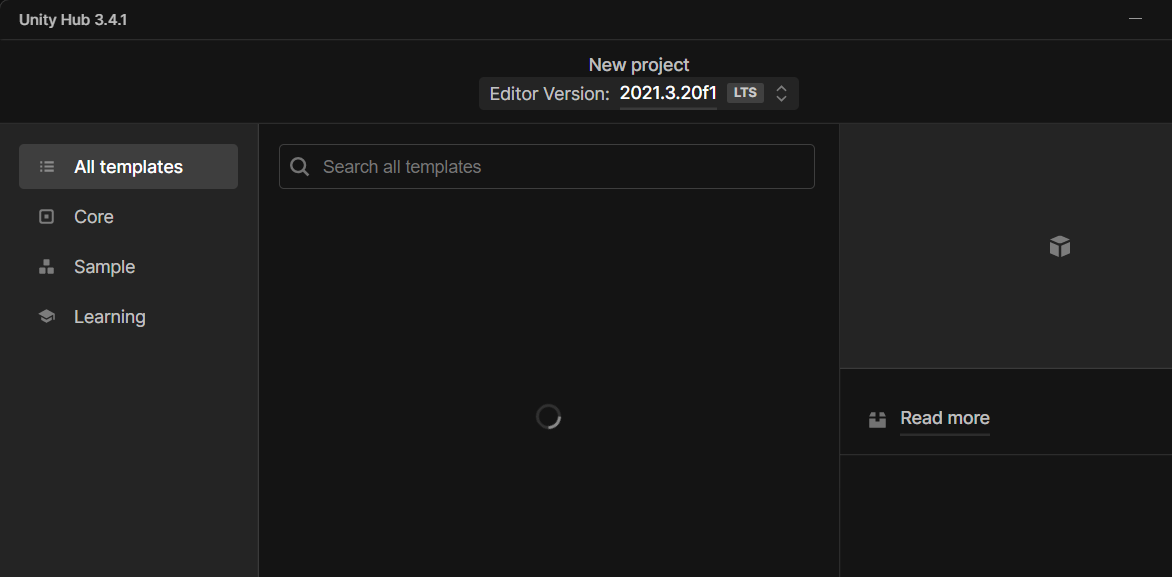 Unity Hub 3.4.1
New project
Editor Version: 2021.3.20f1 LTS
All templates
Core
Sample
Learning
Search all templates
Read more